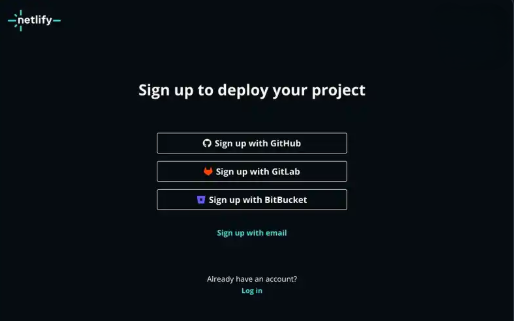 netlify
Sign up to deploy your project
Sign up with GitHub
Sign up with GitLab
Sign up with BitBucket
Sign up with email
Already have an account?
Log in